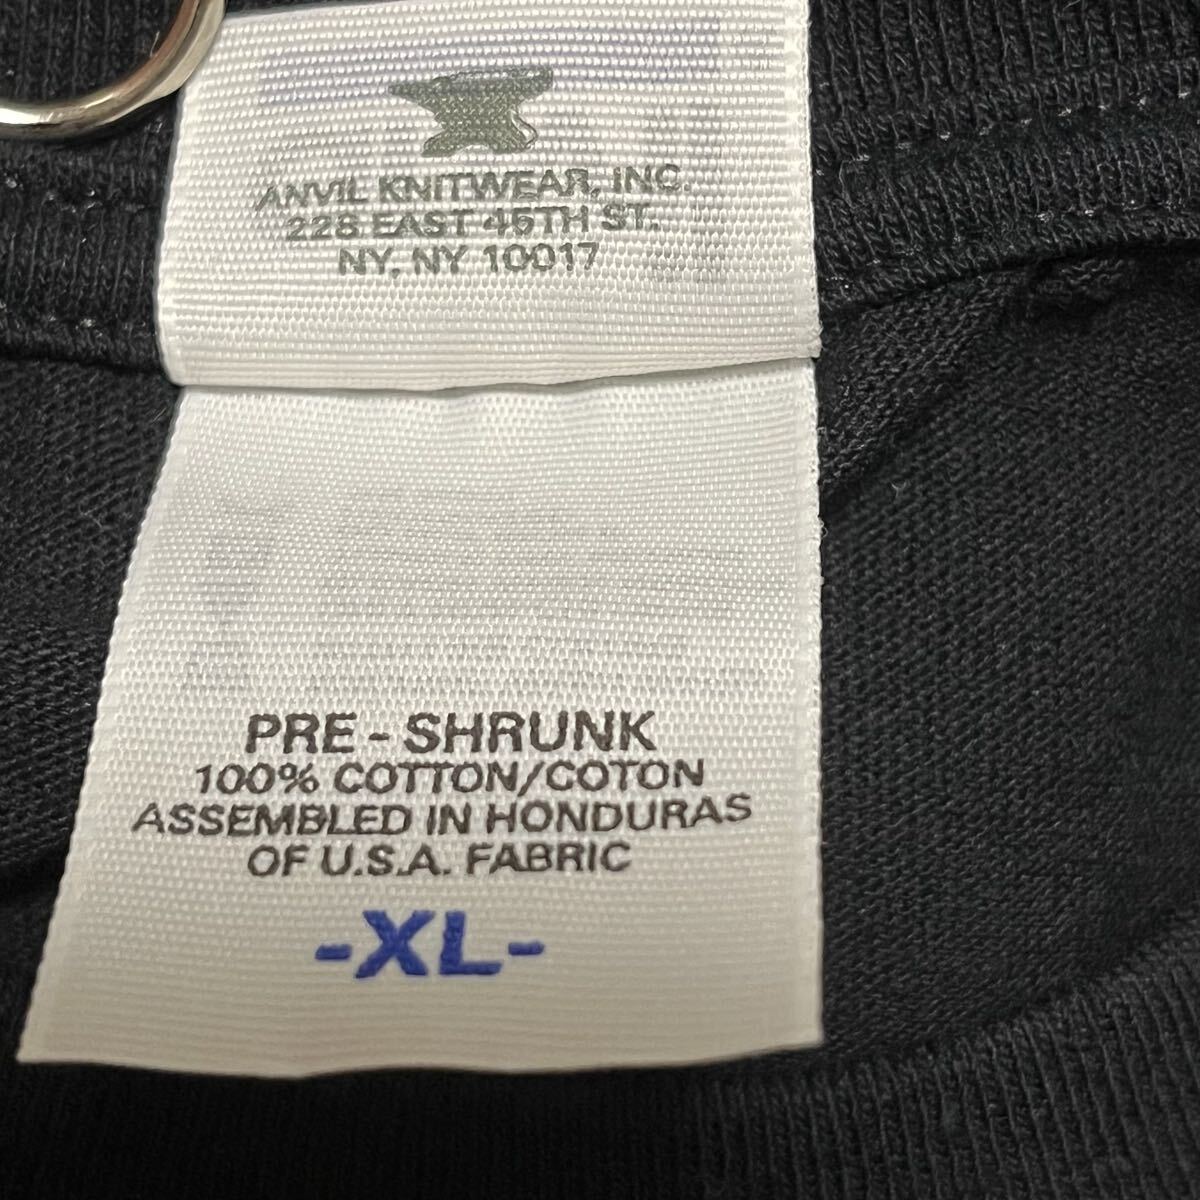 ANVIL KNITWEAR, INC.
228 EAST 45TH ST.
NY, NY 10017
PRE-SHRUNK
100% COTTON/COTON
ASSEMBLED IN HONDURAS
OF U.S.A. FABRIC
-XL-